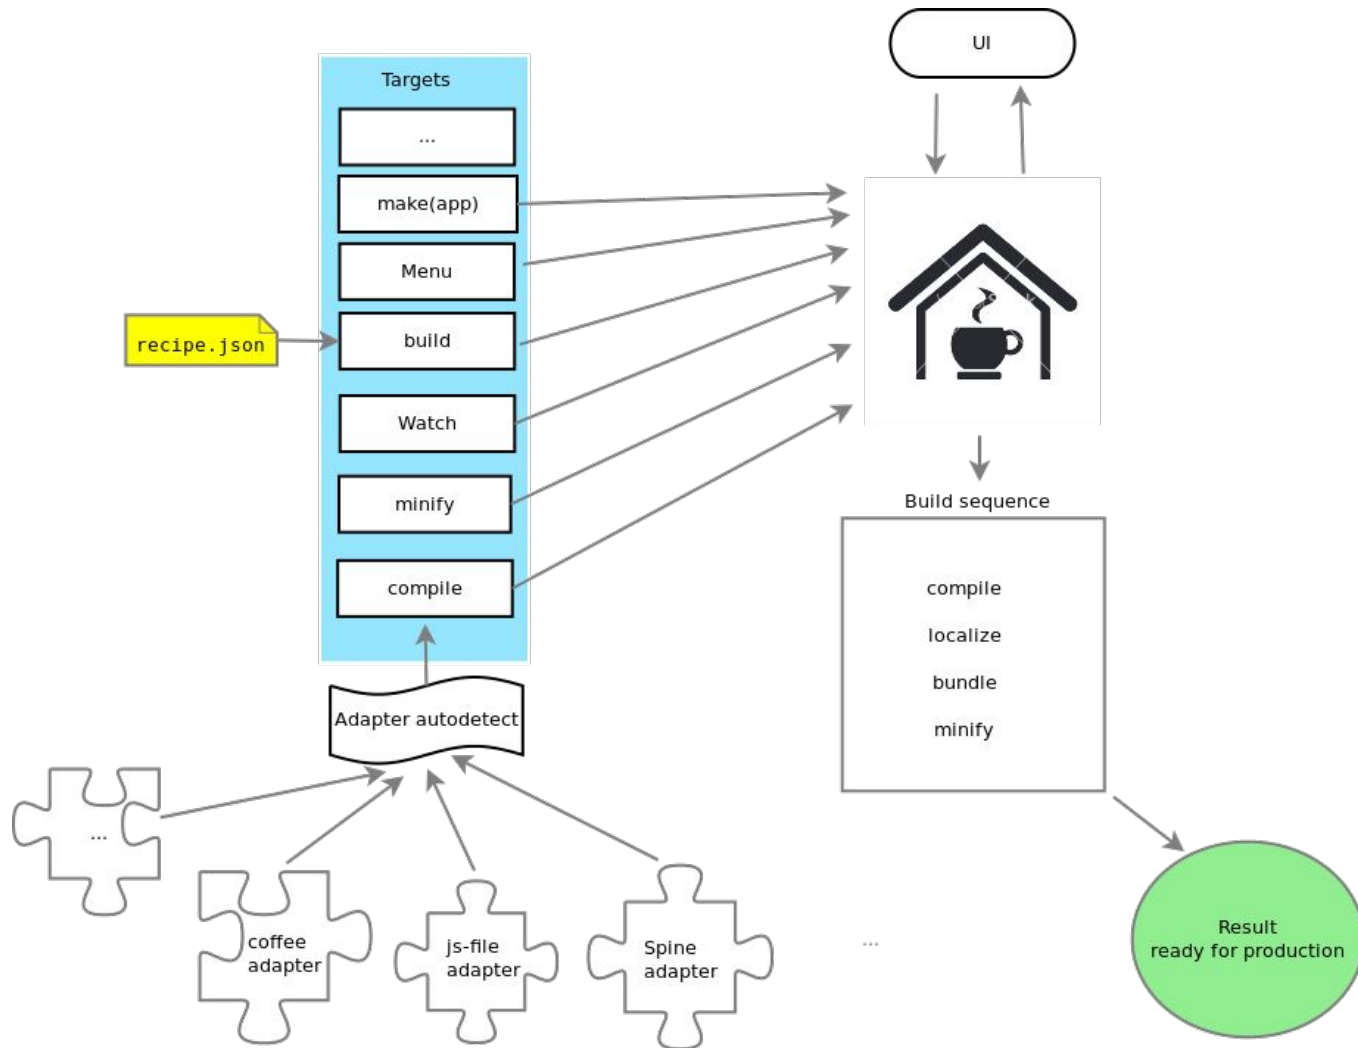 UI
Targets
...
make(app)
Menu
recipe.json
build
Watch
minify
compile
Build sequence
compile
localize
bundle
minify
Adapter autodetect
...
coffee
adapter
js-file
adapter
Spine
adapter
...
Result
ready for production